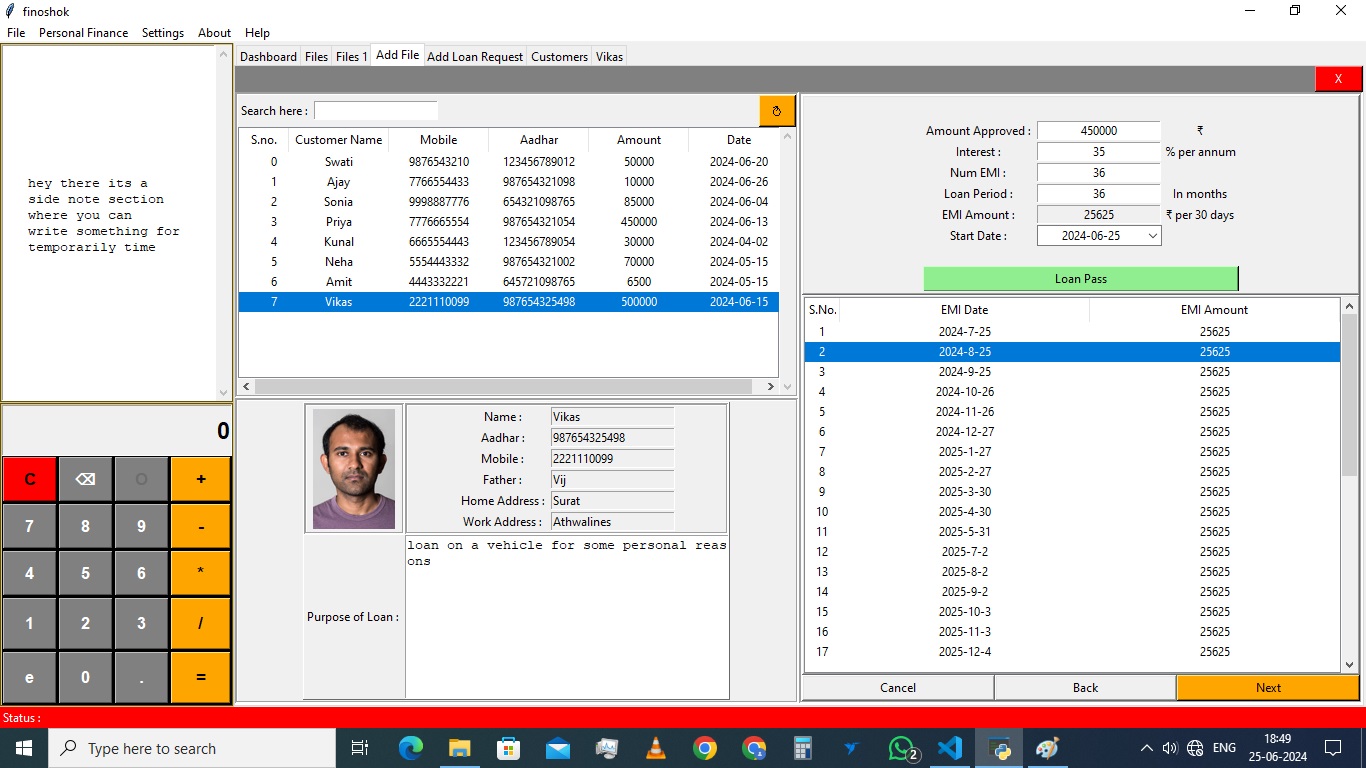 finoshok
File Personal Finance Settings About Help
hey there its a
side note section
where you can
write something for
temporarily time
0
C ⌫ O +
7 8 9 -
4 5 6 *
1 2 3 /
e 0 . =
Dashboard Files Files 1 Add File Add Loan Request Customers Vikas
X
Search here :
S.no. Customer Name Mobile Aadhar Amount Date
0 Swati 9876543210 123456789012 50000 2024-06-20
1 Ajay 7766554433 987654321098 10000 2024-06-26
2 Sonia 9998887776 654321098765 85000 2024-06-04
3 Priya 7776665554 987654321054 450000 2024-06-13
4 Kunal 6665554443 123456789054 30000 2024-04-02
5 Neha 5554443332 987654321002 70000 2024-05-15
6 Amit 4443332221 645721098765 6500 2024-05-15
7 Vikas 2221110099 987654325498 500000 2024-06-15
Name : Vikas
Aadhar : 987654325498
Mobile : 2221110099
Father : Vij
Home Address : Surat
Work Address : Athwalines
Purpose of Loan :
loan on a vehicle for some personal reas
ons
Amount Approved : 450000 ₹
Interest : 35 % per annum
Num EMI : 36
Loan Period : 36 In months
EMI Amount : 25625 ₹ per 30 days
Start Date : 2024-06-25
Loan Pass
S.No. EMI Date EMI Amount
1 2024-7-25 25625
2 2024-8-25 25625
3 2024-9-25 25625
4 2024-10-26 25625
5 2024-11-26 25625
6 2024-12-27 25625
7 2025-1-27 25625
8 2025-2-27 25625
9 2025-3-30 25625
10 2025-4-30 25625
11 2025-5-31 25625
12 2025-7-2 25625
13 2025-8-2 25625
14 2025-9-2 25625
15 2025-10-3 25625
16 2025-11-3 25625
17 2025-12-4 25625
Cancel Back Next
Status :
Type here to search
2
ENG
18:49
25-06-2024